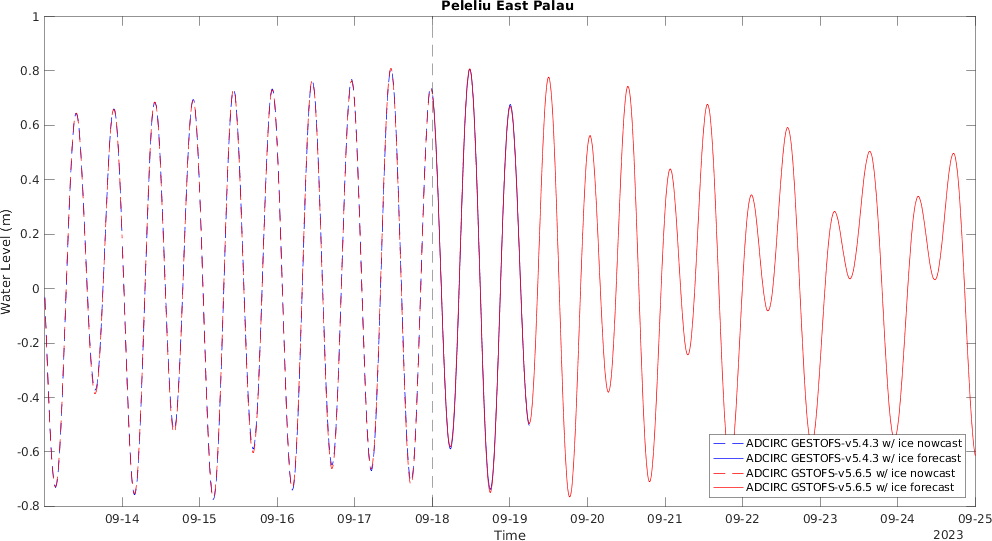 Peleliu East Palau
1
0.8
0.6
0.4
0.2
0
-0.2
-0.4
-0.6
-0.8
Water Level (m)
ADCIRC GESTOFS-v5.4.3 w/ ice nowcast
ADCIRC GESTOFS-v5.4.3 w/ ice forecast
ADCIRC GSTOFS-v5.6.5 w/ ice nowcast
ADCIRC GSTOFS-v5.6.5 w/ ice forecast
09-14 09-15 09-16 09-17 09-18 09-19 09-20 09-21 09-22 09-23 09-24 09-25
Time
2023